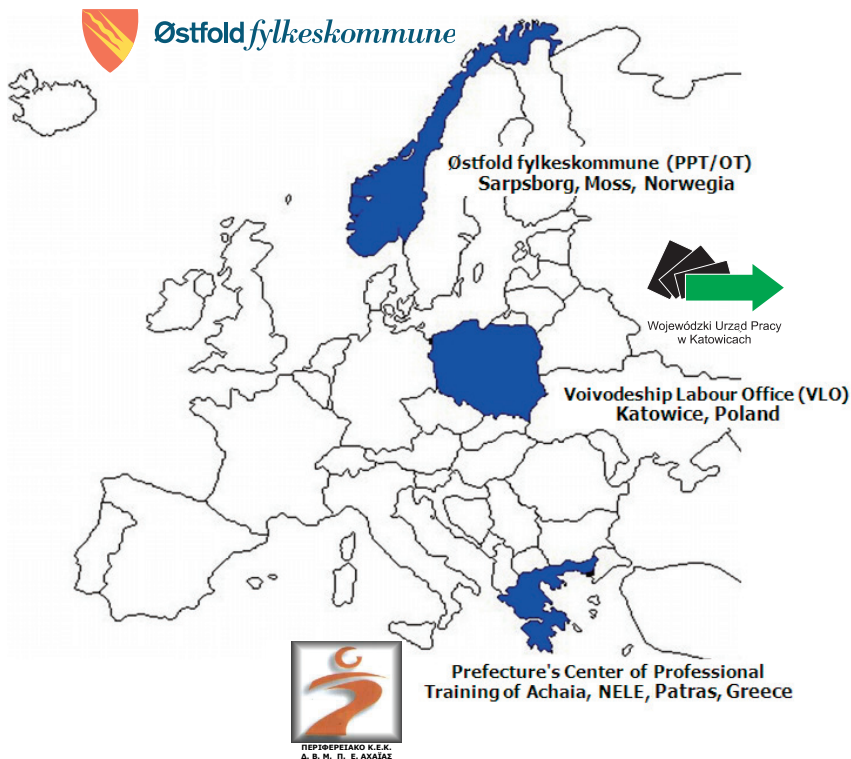 Østfold fylkeskommune
Østfold fylkeskommune (PPT/OT)
Sarpsborg, Moss, Norwegia
Wojewódzki Urząd Pracy
w Katowicach
Voivodeship Labour Office (VLO)
Katowice, Poland
Prefecture's Center of Professional
Training of Achaia, NELE, Patras, Greece
ΠΕΡΙΦΕΡΕΙΑΚΟ Κ.Ε.Κ.
Δ. Β. Μ. Π. Ε. ΑΧΑΪΑΣ